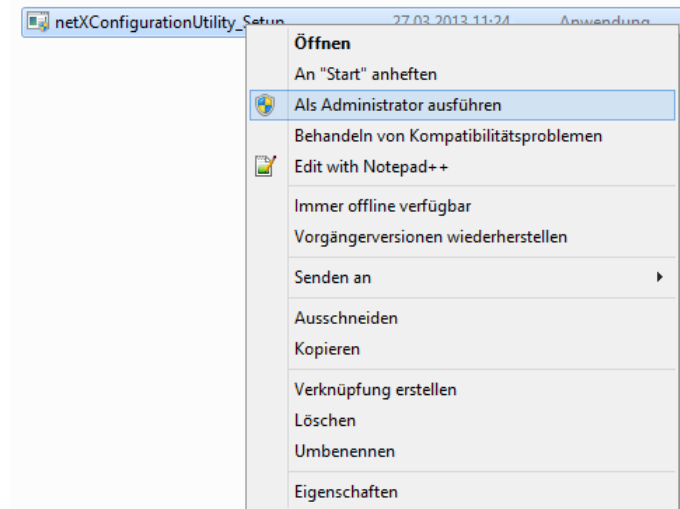 netXConfigurationUtility_Setup 27.03.2013 11:24 Anwendung
Öffnen
An "Start" anheften
Als Administrator ausführen
Behandeln von Kompatibilitätsproblemen
Edit with Notepad++
Immer offline verfügbar
Vorgängerversionen wiederherstellen
Senden an
Ausschneiden
Kopieren
Verknüpfung erstellen
Löschen
Umbenennen
Eigenschaften